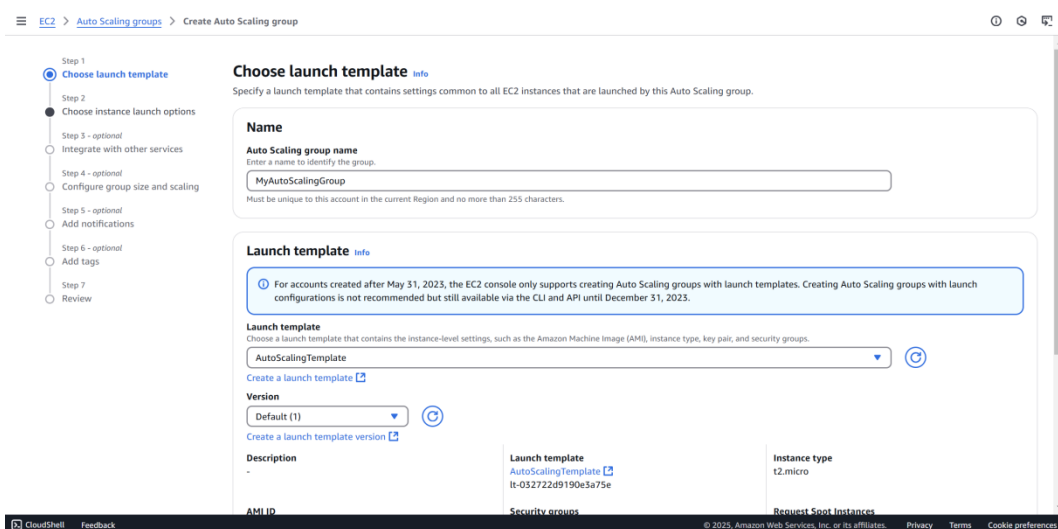 EC2 > Auto Scaling groups > Create Auto Scaling group
Step 1
Choose launch template
Step 2
Choose instance launch options
Step 3 - optional
Integrate with other services
Step 4 - optional
Configure group size and scaling
Step 5 - optional
Add notifications
Step 6 - optional
Add tags
Step 7
Review
Choose launch template Info
Specify a launch template that contains settings common to all EC2 instances that are launched by this Auto Scaling group.
Name
Auto Scaling group name
Enter a name to identify the group.
MyAutoScalingGroup
Must be unique to this account in the current Region and no more than 255 characters.
Launch template Info
For accounts created after May 31, 2023, the EC2 console only supports creating Auto Scaling groups with launch templates. Creating Auto Scaling groups with launch
configurations is not recommended but still available via the CLI and API until December 31, 2023.
Launch template
Choose a launch template that contains the instance-level settings, such as the Amazon Machine Image (AMI), instance type, key pair, and security groups.
AutoScalingTemplate
Create a launch template
Version
Default (1)
Create a launch template version
Description
-
Launch template
AutoScalingTemplate
lt-032722d9190e3a75e
Instance type
t2.micro
AMI ID
Security groups
Request Spot Instances
CloudShell Feedback © 2025, Amazon Web Services, Inc. or its affiliates. Privacy Terms Cookie preferences